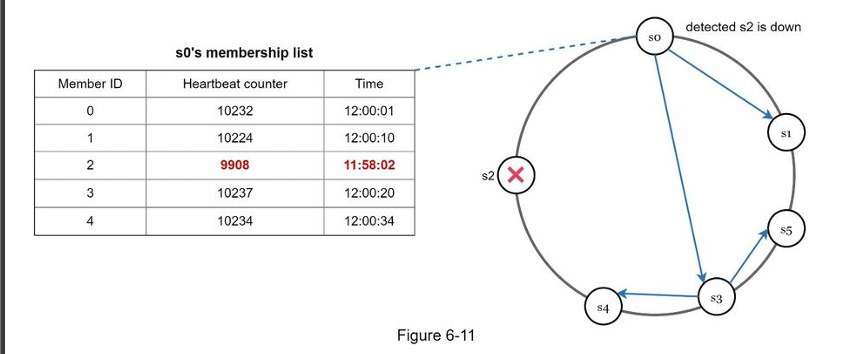 s0's membership list
Member ID Heartbeat counter Time
0 10232 12:00:01
1 10224 12:00:10
2 9908 11:58:02
3 10237 12:00:20
4 10234 12:00:34
s0
detected s2 is down
s1
s2
s5
s3
s4
Figure 6-11